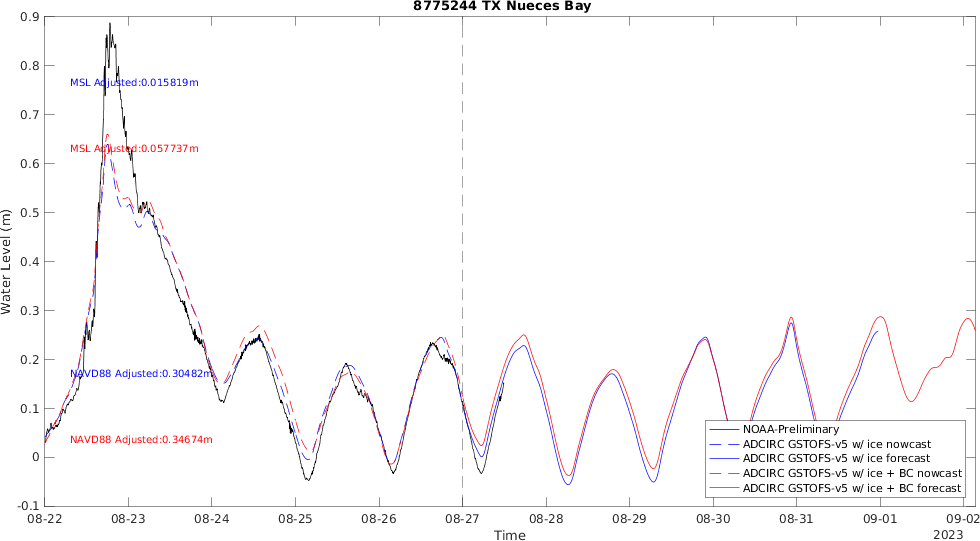 8775244 TX Nueces Bay
0.9
0.8
MSL Adjusted:0.015819m
0.7
MSL Adjusted:0.057737m
0.6
0.5
Water Level (m)
0.4
0.3
0.2
NAVD88 Adjusted:0.30482m
0.1
NAVD88 Adjusted:0.34674m
0
-0.1
NOAA-Preliminary
ADCIRC GSTOFS-v5 w/ ice nowcast
ADCIRC GSTOFS-v5 w/ ice forecast
ADCIRC GSTOFS-v5 w/ ice + BC nowcast
ADCIRC GSTOFS-v5 w/ ice + BC forecast
08-22 08-23 08-24 08-25 08-26 08-27 08-28 08-29 08-30 08-31 09-01 09-02
Time
2023